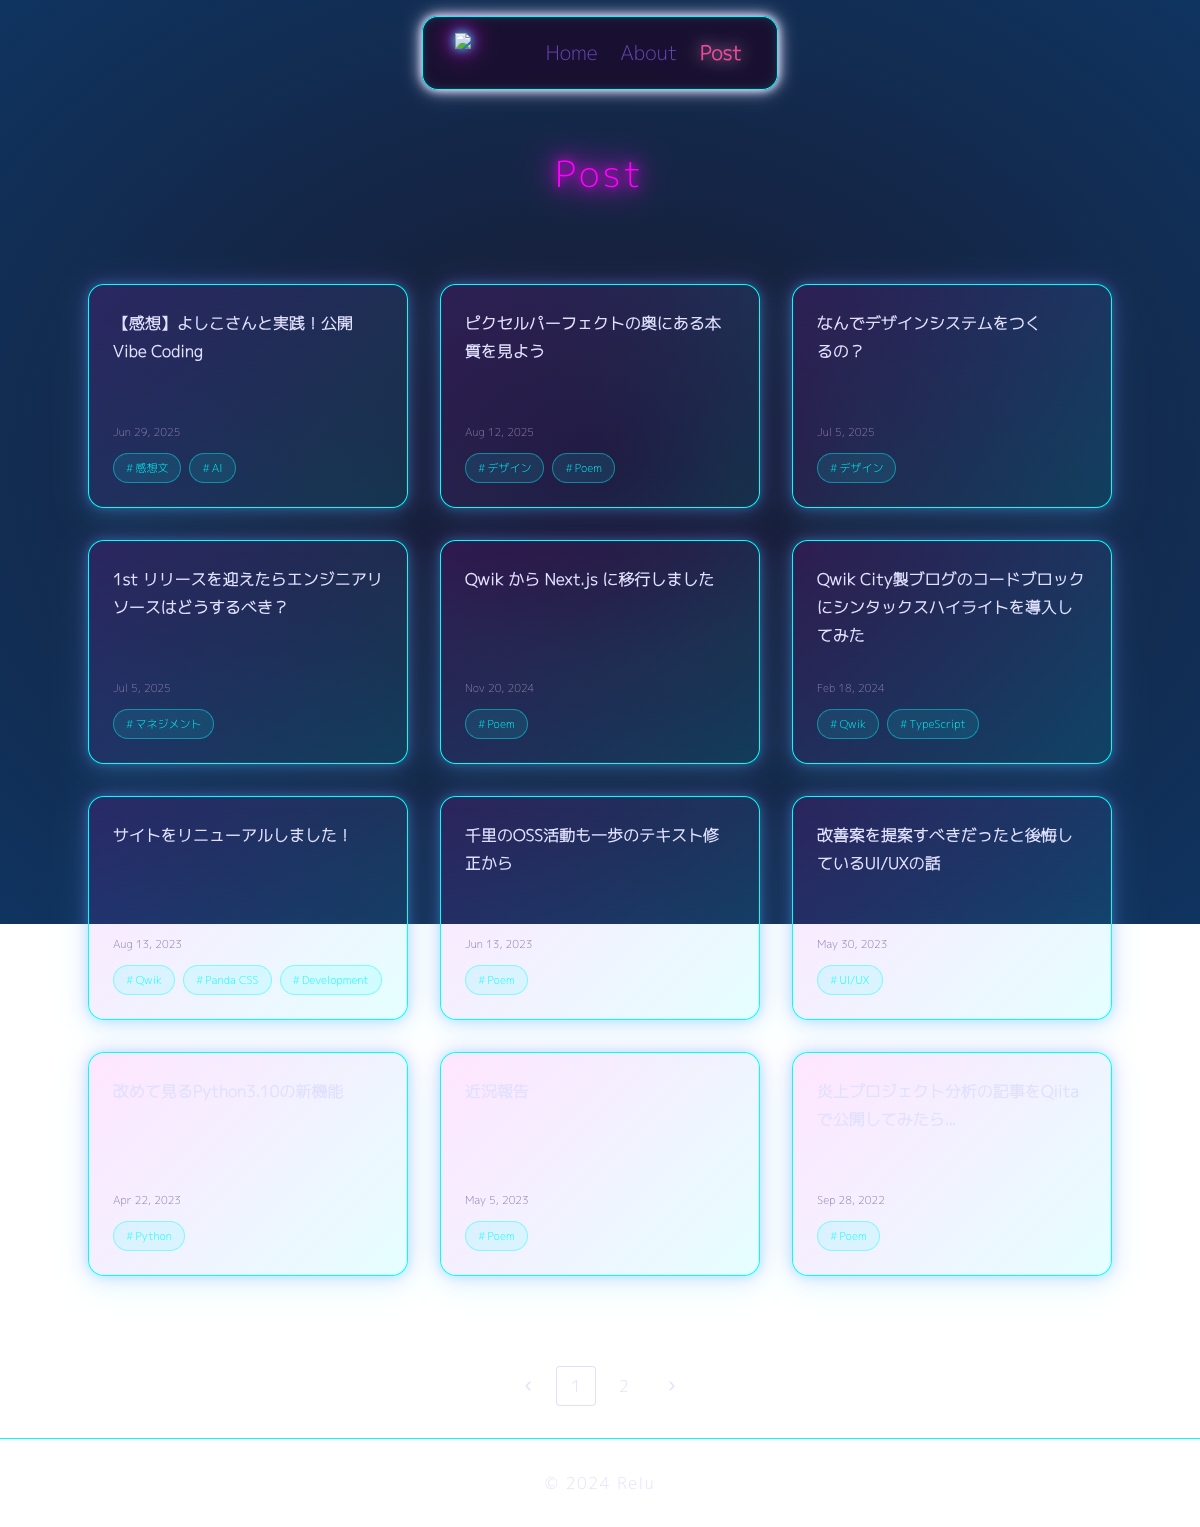 Home About Post
Post
【感想】よしこさんと実践！公開
Vibe Coding
Jun 29, 2025
# 感想文 # AI
ピクセルパーフェクトの奥にある本
質を見よう
Aug 12, 2025
# デザイン # Poem
なんでデザインシステムをつく
るの？
Jul 5, 2025
# デザイン
1st リリースを迎えたらエンジニアリ
ソースはどうするべき？
Jul 5, 2025
# マネジメント
Qwik から Next.js に移行しました
Nov 20, 2024
# Poem
Qwik City製ブログのコードブロック
にシンタックスハイライトを導入し
てみた
Feb 18, 2024
# Qwik # TypeScript
サイトをリニューアルしました！
Aug 13, 2023
# Qwik # Panda CSS # Development
千里のOSS活動も一歩のテキスト修
正から
Jun 13, 2023
# Poem
改善案を提案すべきだったと後悔し
ているUI/UXの話
May 30, 2023
# UI/UX
改めて見るPython3.10の新機能
Apr 22, 2023
# Python
近況報告
May 5, 2023
# Poem
炎上プロジェクト分析の記事をQiita
で公開してみたら...
Sep 28, 2022
# Poem
‹ 1 2 ›
© 2024 Relu